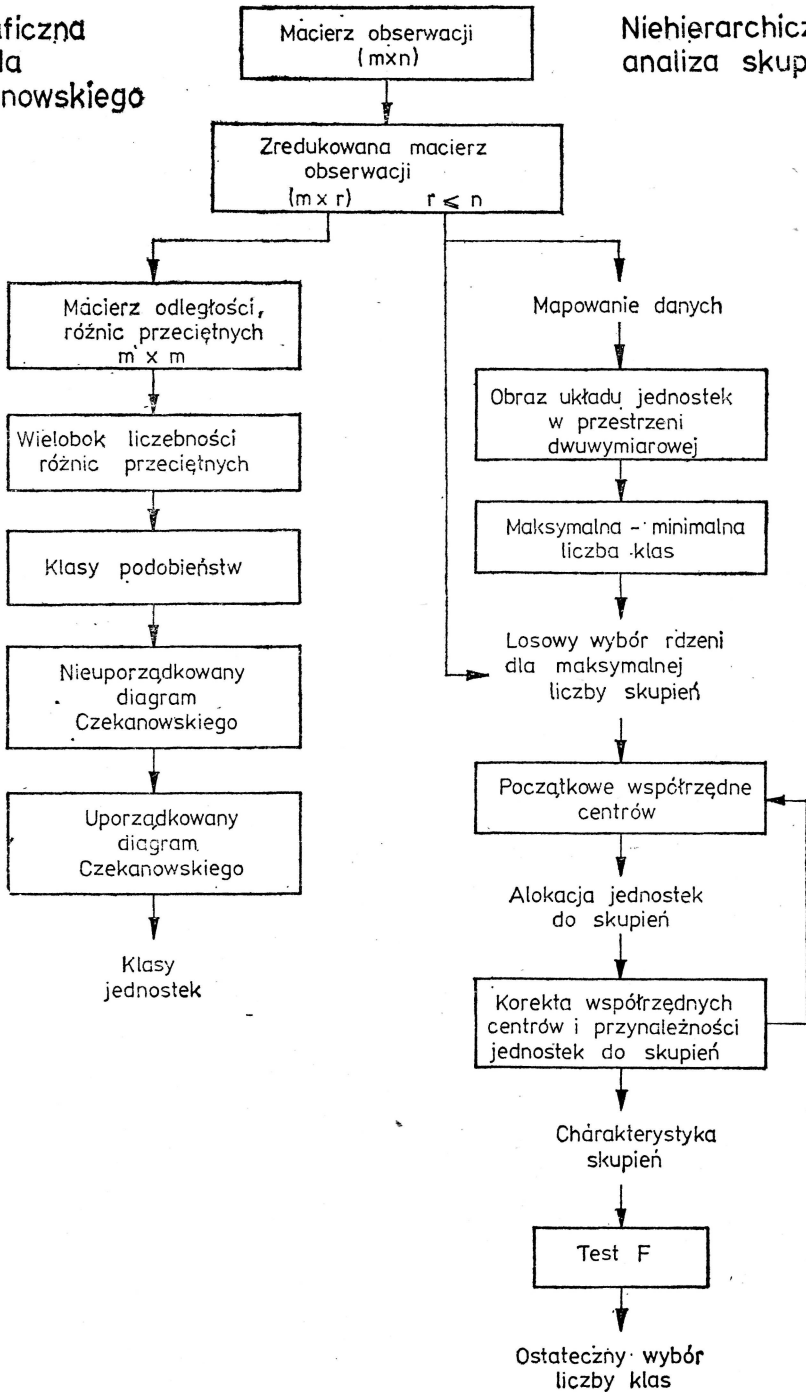 ficzna
la
nowskiego
Niehierarchicz
analiza skup
Macierz obserwacji
(m×n)
Zredukowana macierz
obserwacji
(m x r) r ⩽ n
Macierz odległości,
różnic przeciętnych
m x m
Wielobok liczebności
różnic przeciętnych
Klasy podobieństw
Nieuporządkowany
diagram
Czekanowskiego
Uporządkowany
diagram
Czekanowskiego
Klasy
jednostek
Mapowanie danych
Obraz układu jednostek
w przestrzeni
dwuwymiarowej
Maksymalna - minimalna
liczba klas
Losowy wybór rdzeni
dla maksymalnej
liczby skupień
Początkowe współrzędne
centrów
Alokacja jednostek
do skupień
Korekta współrzędnych
centrów i przynależności
jednostek do skupień
Charakterystyka
skupień
Test F
Ostateczny wybór
liczby klas